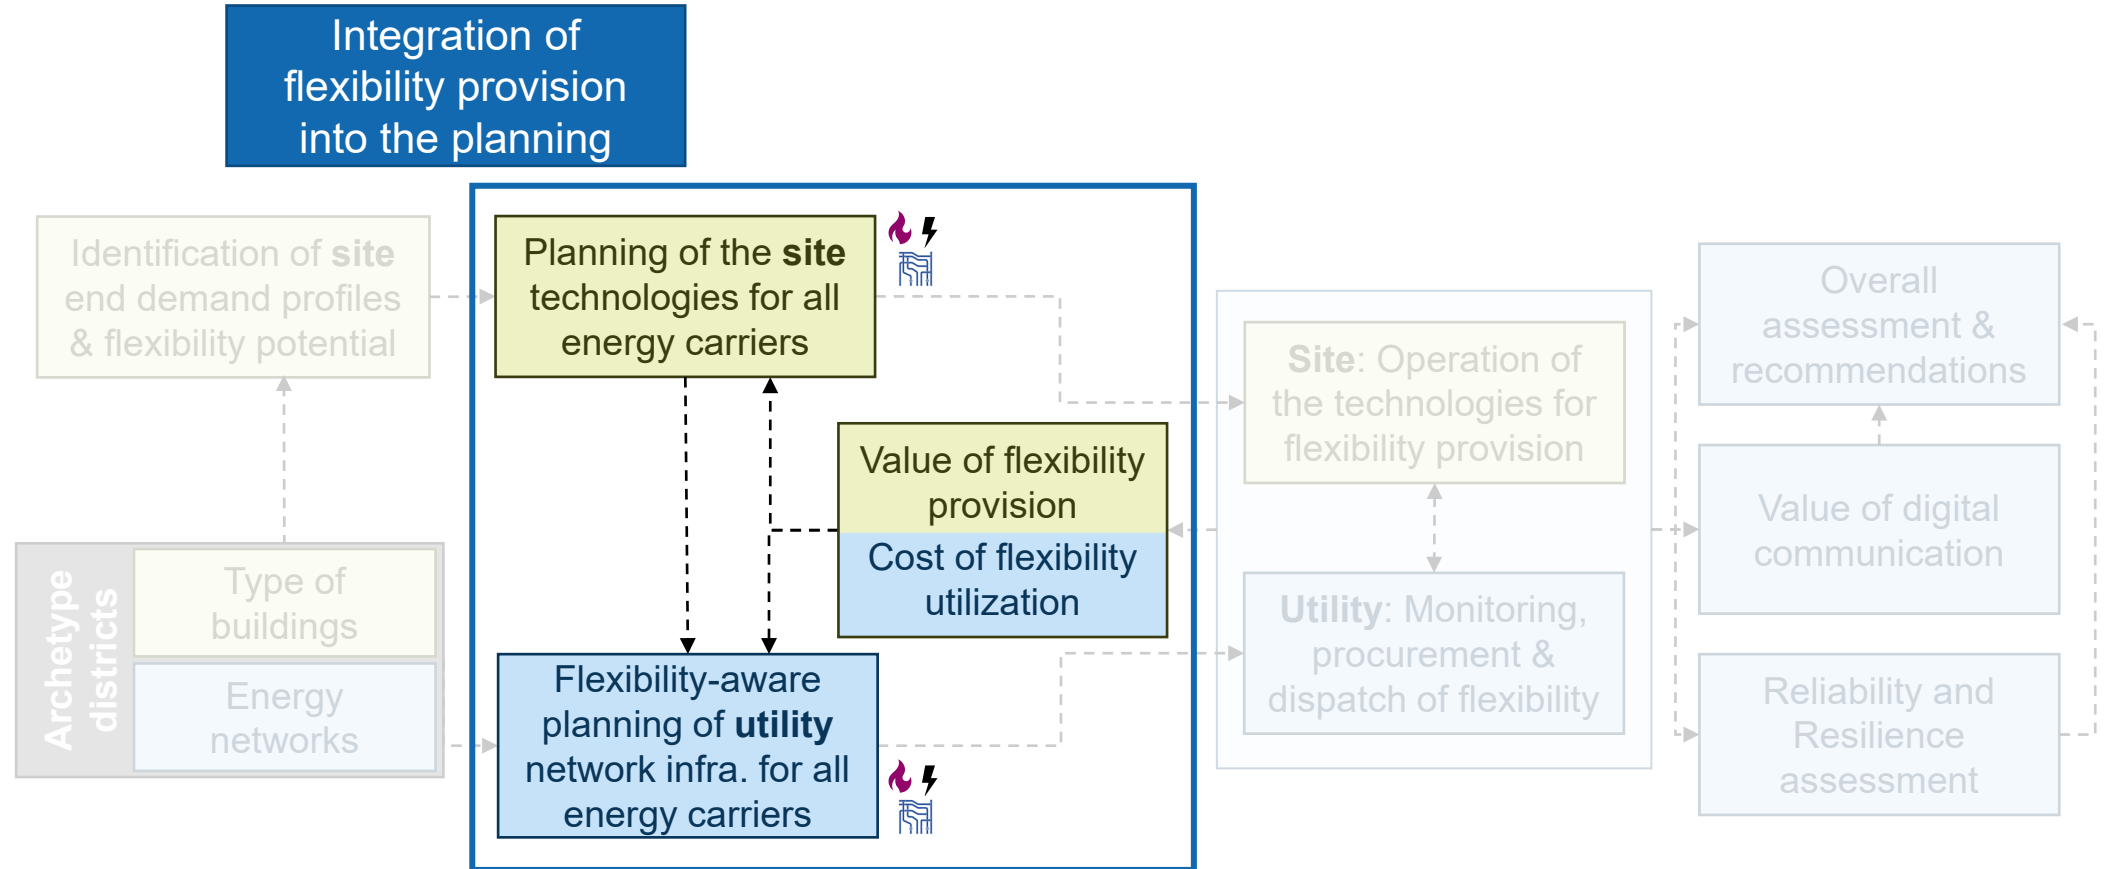 Integration of
flexibility provision
into the planning
Identification of site
end demand profiles
& flexibility potential
Planning of the site
technologies for all
energy carriers
Value of flexibility
provision
Cost of flexibility
utilization
Flexibility-aware
planning of utility
network infra. for all
energy carriers
Archetype
districts
Type of
buildings
Energy
networks
Site: Operation of
the technologies for
flexibility provision
Utility: Monitoring,
procurement &
dispatch of flexibility
Overall
assessment &
recommendations
Value of digital
communication
Reliability and
Resilience
assessment